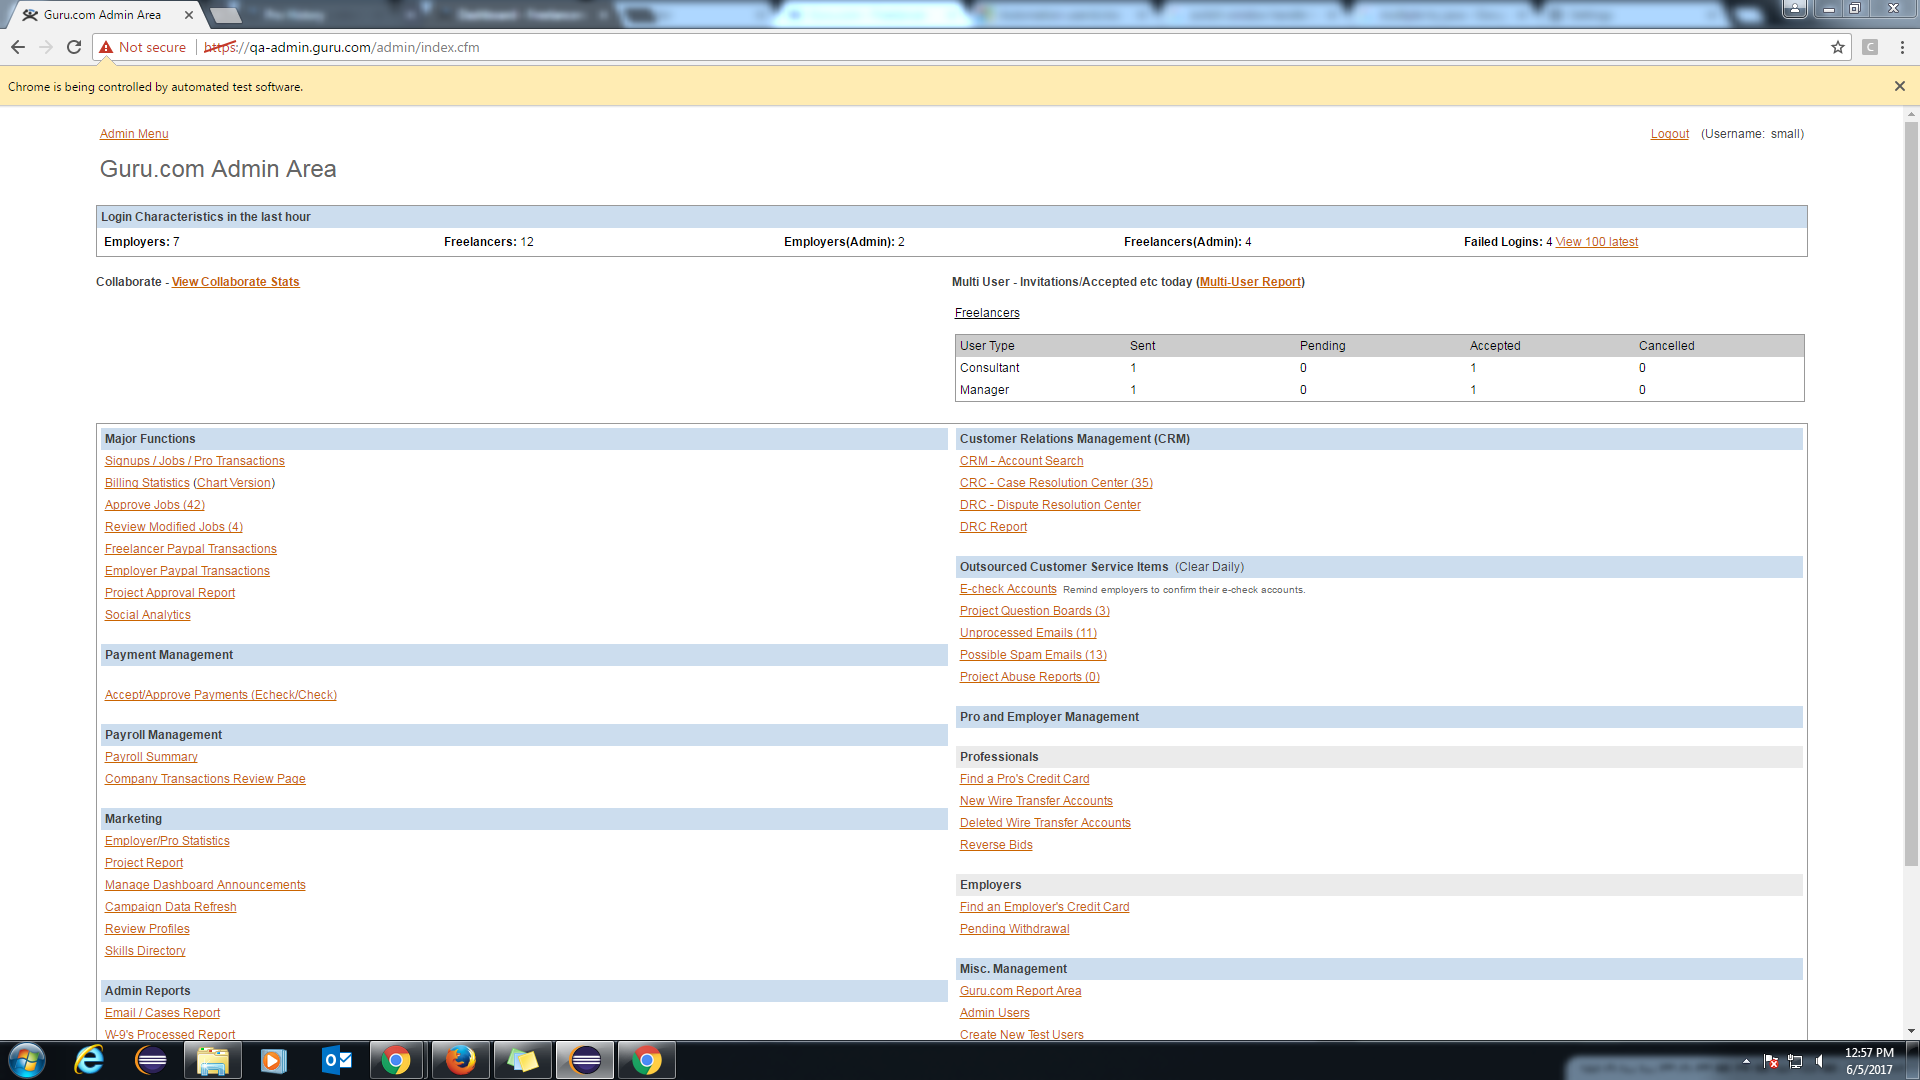 Guru.com Admin Area
Not secure https://qa-admin.guru.com/admin/index.cfm
Chrome is being controlled by automated test software.
Admin Menu
Logout (Username: small)
Guru.com Admin Area
Login Characteristics in the last hour
Employers: 7 Freelancers: 12 Employers(Admin): 2 Freelancers(Admin): 4 Failed Logins: 4 View 100 latest
Collaborate - View Collaborate Stats
Multi User - Invitations/Accepted etc today (Multi-User Report)
Freelancers
User Type Sent Pending Accepted Cancelled
Consultant 1 0 1 0
Manager 1 0 1 0
Major Functions
Signups / Jobs / Pro Transactions
Billing Statistics (Chart Version)
Approve Jobs (42)
Review Modified Jobs (4)
Freelancer Paypal Transactions
Employer Paypal Transactions
Project Approval Report
Social Analytics
Payment Management
Accept/Approve Payments (Echeck/Check)
Payroll Management
Payroll Summary
Company Transactions Review Page
Marketing
Employer/Pro Statistics
Project Report
Manage Dashboard Announcements
Campaign Data Refresh
Review Profiles
Skills Directory
Admin Reports
Email / Cases Report
W-9's Processed Report
Customer Relations Management (CRM)
CRM - Account Search
CRC - Case Resolution Center (35)
DRC - Dispute Resolution Center
DRC Report
Outsourced Customer Service Items (Clear Daily)
E-check Accounts Remind employers to confirm their e-check accounts.
Project Question Boards (3)
Unprocessed Emails (11)
Possible Spam Emails (13)
Project Abuse Reports (0)
Pro and Employer Management
Professionals
Find a Pro's Credit Card
New Wire Transfer Accounts
Deleted Wire Transfer Accounts
Reverse Bids
Employers
Find an Employer's Credit Card
Pending Withdrawal
Misc. Management
Guru.com Report Area
Admin Users
Create New Test Users
12:57 PM
6/5/2017